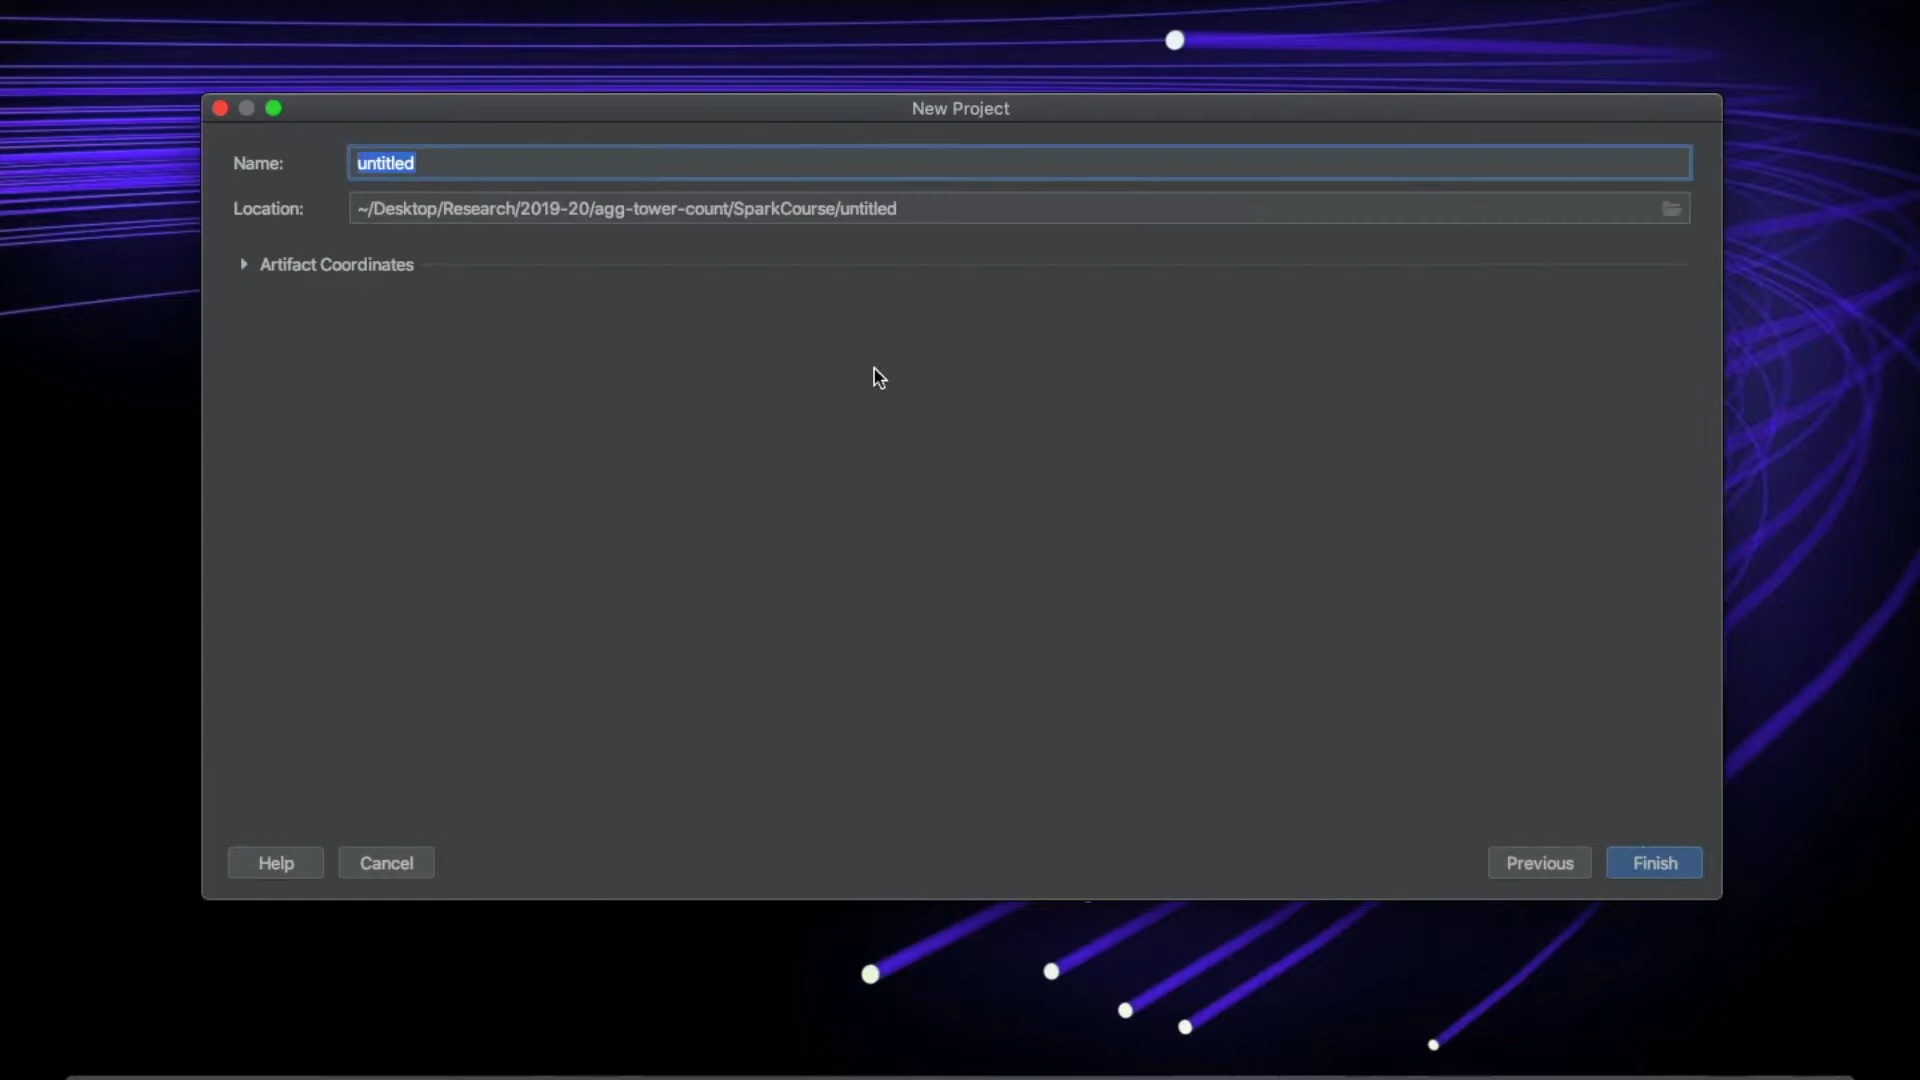 New Project
Name: untitled
Location: ~/Desktop/Research/2019-20/agg-tower-count/SparkCourse/untitled
Artifact Coordinates
Help Cancel Previous Finish